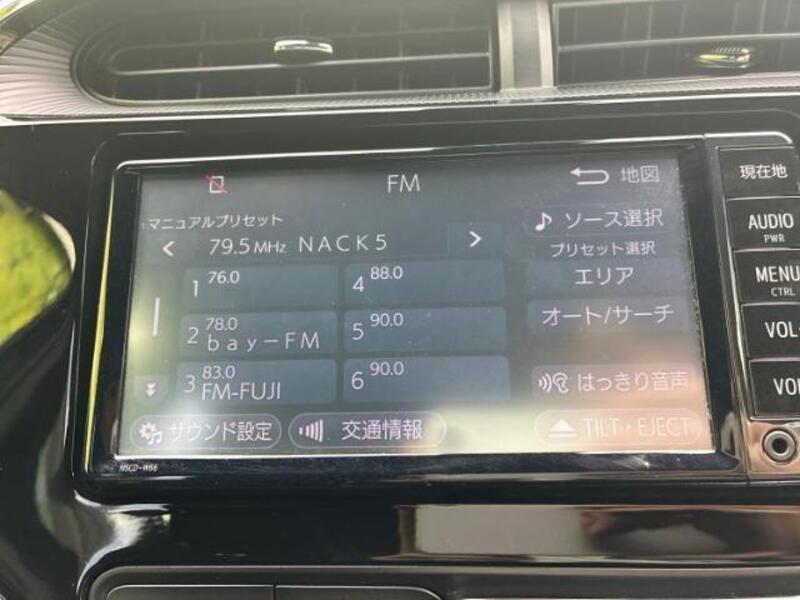 FM
地図
マニュアルプリセット
79.5MHz NACK5
ソース選択
プリセット選択
エリア
オート/サーチ
1 76.0
4 88.0
2 78.0 bay-FM
5 90.0
3 83.0 FM-FUJI
6 90.0
はっきり音声
サウンド設定
交通情報
TILT・EJECT
NSCD-W66
現在地
AUDIO
PWR
MENU
CTRL
VOL